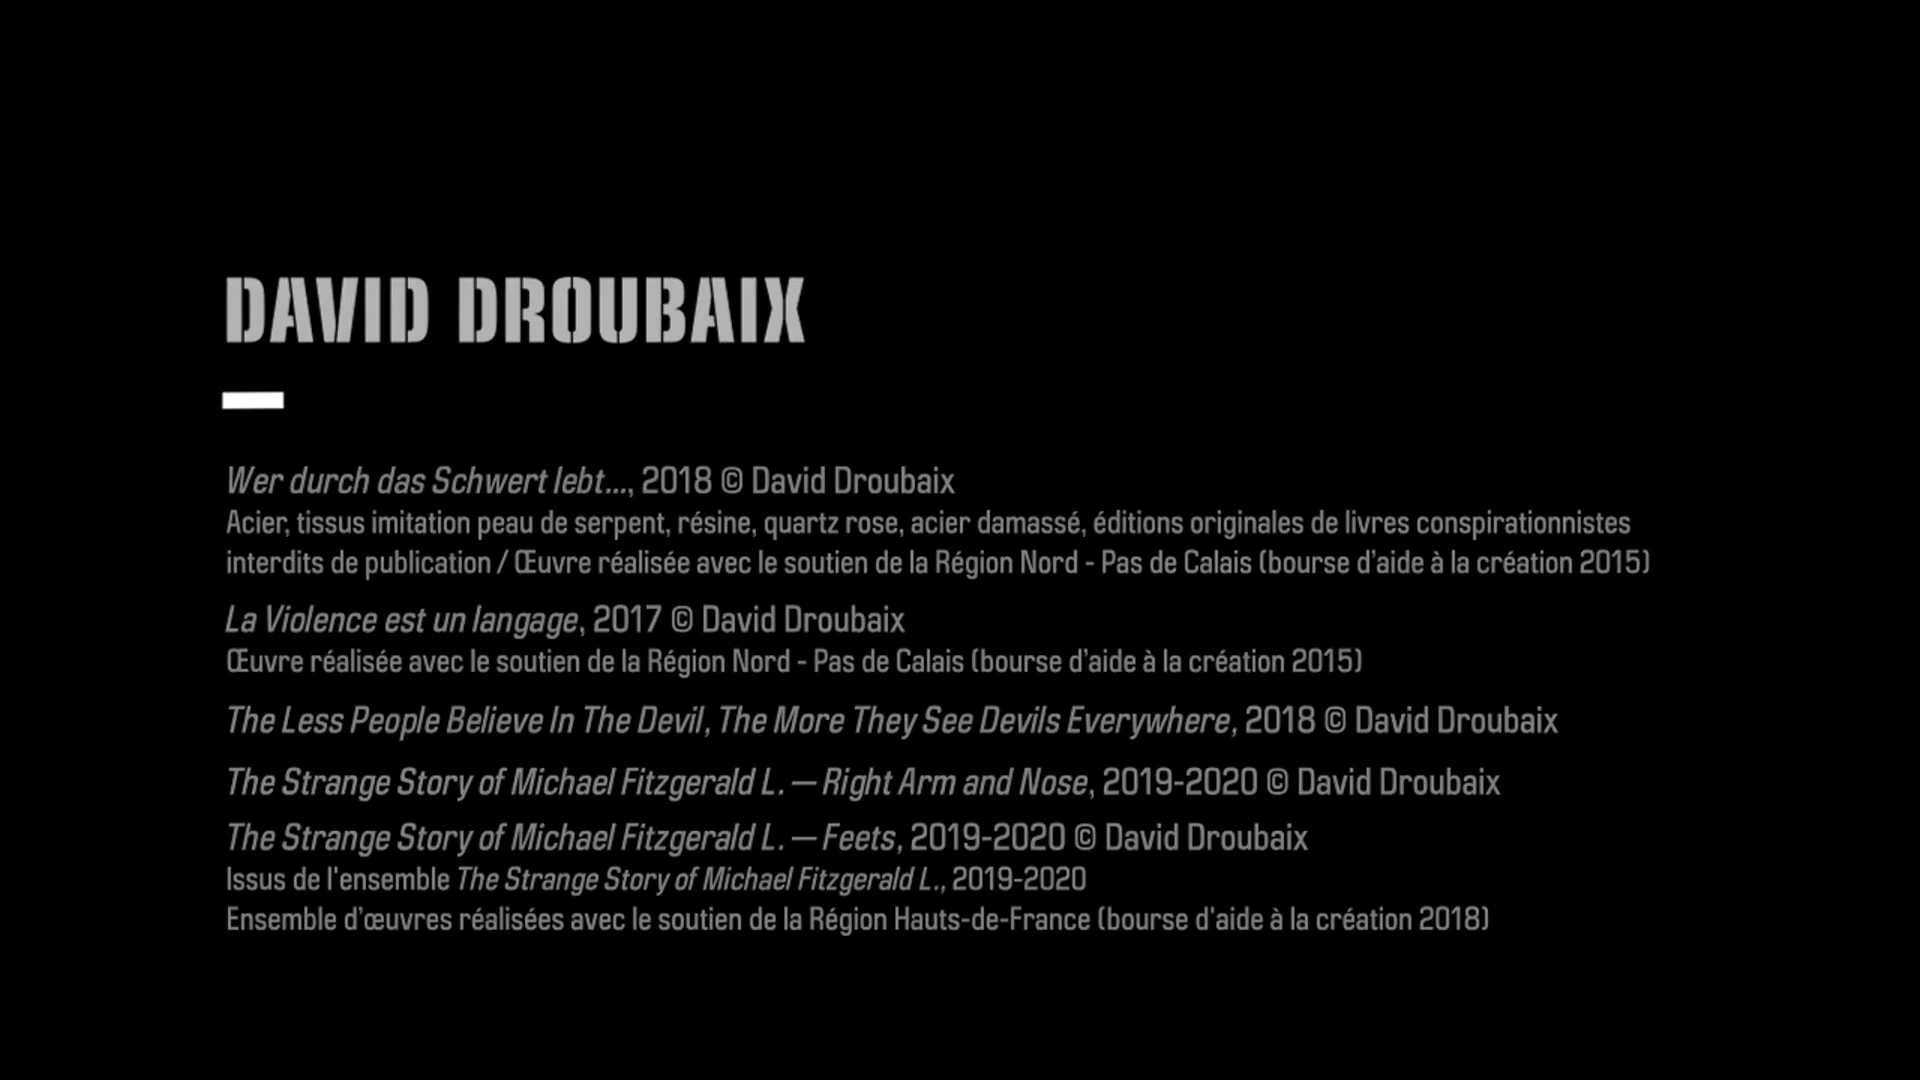 DAVID DROUBAIX
Wer durch das Schwert lebt..., 2018 © David Droubaix
Acier, tissus imitation peau de serpent, résine, quartz rose, acier damassé, éditions originales de livres conspirationnistes
interdits de publication / Œuvre réalisée avec le soutien de la Région Nord - Pas de Calais (bourse d’aide à la création 2015)
La Violence est un langage, 2017 © David Droubaix
Œuvre réalisée avec le soutien de la Région Nord - Pas de Calais (bourse d’aide à la création 2015)
The Less People Believe In The Devil, The More They See Devils Everywhere, 2018 © David Droubaix
The Strange Story of Michael Fitzgerald L. — Right Arm and Nose, 2019-2020 © David Droubaix
The Strange Story of Michael Fitzgerald L. — Feets, 2019-2020 © David Droubaix
Issus de l'ensemble The Strange Story of Michael Fitzgerald L., 2019-2020
Ensemble d’œuvres réalisées avec le soutien de la Région Hauts-de-France (bourse d'aide à la création 2018)